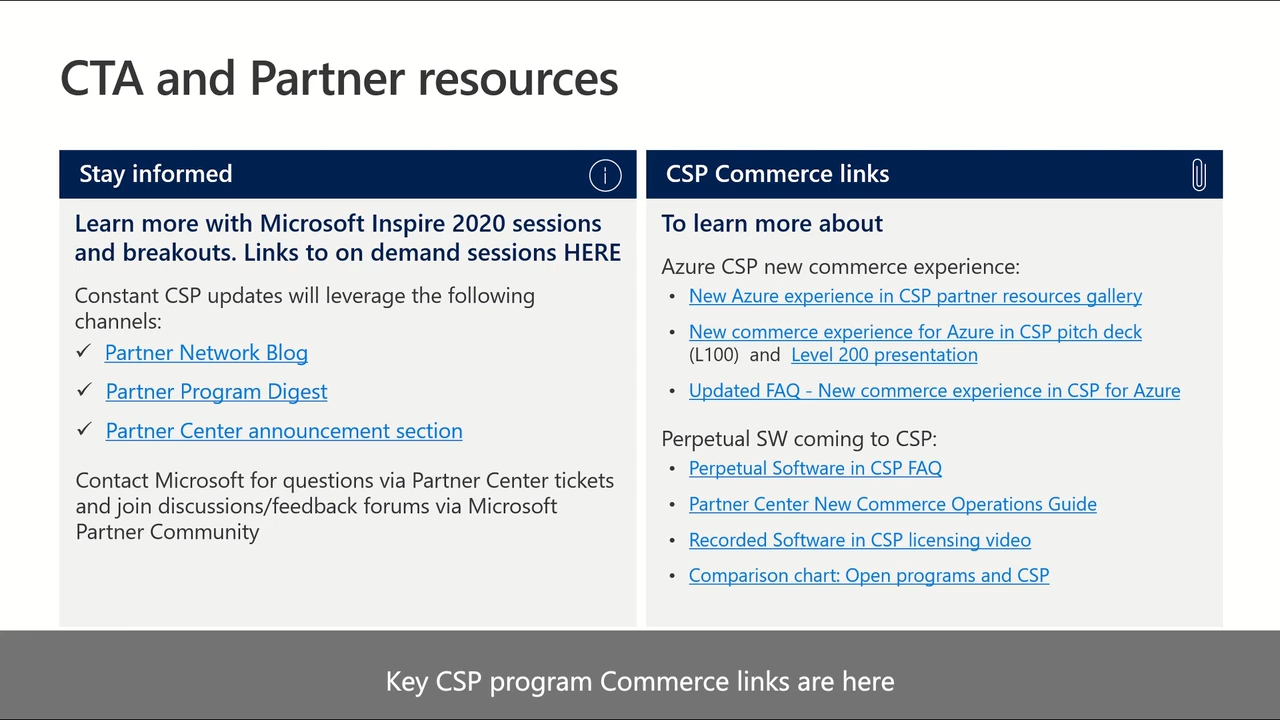 CTA and Partner resources
Stay informed
Learn more with Microsoft Inspire 2020 sessions
and breakouts. Links to on demand sessions HERE
Constant CSP updates will leverage the following
channels:
✓ Partner Network Blog
✓ Partner Program Digest
✓ Partner Center announcement section
Contact Microsoft for questions via Partner Center tickets
and join discussions/feedback forums via Microsoft
Partner Community
CSP Commerce links
To learn more about
Azure CSP new commerce experience:
• New Azure experience in CSP partner resources gallery
• New commerce experience for Azure in CSP pitch deck
(L100) and Level 200 presentation
• Updated FAQ - New commerce experience in CSP for Azure
Perpetual SW coming to CSP:
• Perpetual Software in CSP FAQ
• Partner Center New Commerce Operations Guide
• Recorded Software in CSP licensing video
• Comparison chart: Open programs and CSP
Key CSP program Commerce links are here